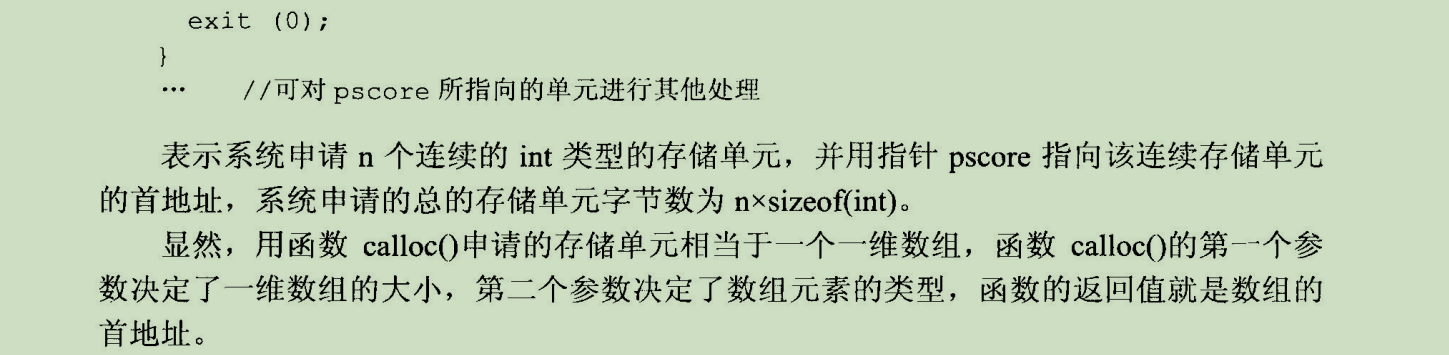 exit (0);
}
…    //可对 pscore 所指向的单元进行其他处理
表示系统申请 n 个连续的 int 类型的存储单元，并用指针 pscore 指向该连续存储单元
的首地址，系统申请的总的存储单元字节数为 n×sizeof(int)。
显然，用函数 calloc()申请的存储单元相当于一个一维数组，函数 calloc()的第一个参
数决定了一维数组的大小，第二个参数决定了数组元素的类型，函数的返回值就是数组的
首地址。